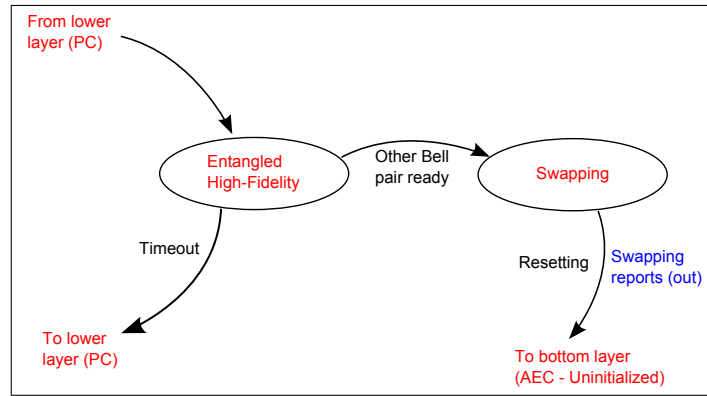 From lower
layer (PC)
Entangled
High-Fidelity
Other Bell
pair ready
Swapping
Timeout
Resetting
Swapping
reports (out)
To lower
layer (PC)
To bottom layer
(AEC - Uninitialized)